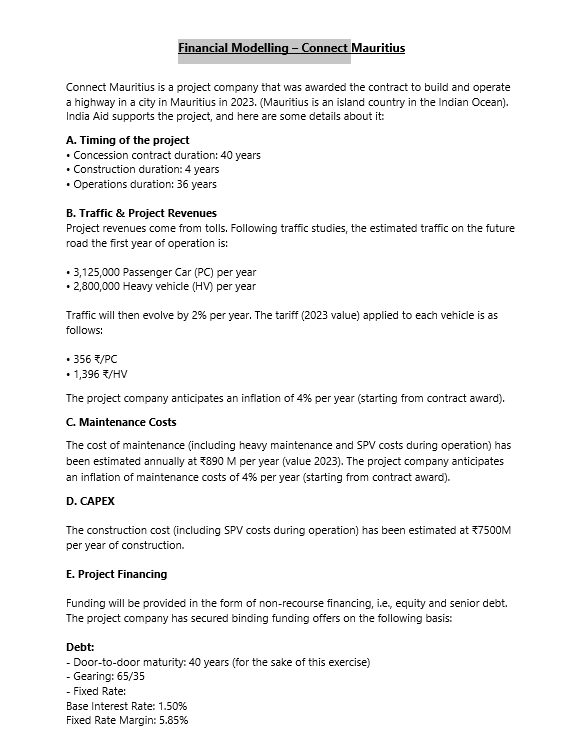 Financial Modelling – Connect Mauritius
Connect Mauritius is a project company that was awarded the contract to build and operate
a highway in a city in Mauritius in 2023. (Mauritius is an island country in the Indian Ocean).
India Aid supports the project, and here are some details about it:
A. Timing of the project
• Concession contract duration: 40 years
• Construction duration: 4 years
• Operations duration: 36 years
B. Traffic & Project Revenues
Project revenues come from tolls. Following traffic studies, the estimated traffic on the future
road the first year of operation is:
• 3,125,000 Passenger Car (PC) per year
• 2,800,000 Heavy vehicle (HV) per year
Traffic will then evolve by 2% per year. The tariff (2023 value) applied to each vehicle is as
follows:
• 356 ₹/PC
• 1,396 ₹/HV
The project company anticipates an inflation of 4% per year (starting from contract award).
C. Maintenance Costs
The cost of maintenance (including heavy maintenance and SPV costs during operation) has
been estimated annually at ₹890 M per year (value 2023). The project company anticipates
an inflation of maintenance costs of 4% per year (starting from contract award).
D. CAPEX
The construction cost (including SPV costs during operation) has been estimated at ₹7500M
per year of construction.
E. Project Financing
Funding will be provided in the form of non-recourse financing, i.e., equity and senior debt.
The project company has secured binding funding offers on the following basis:
Debt:
- Door-to-door maturity: 40 years (for the sake of this exercise)
- Gearing: 65/35
- Fixed Rate:
Base Interest Rate: 1.50%
Fixed Rate Margin: 5.85%